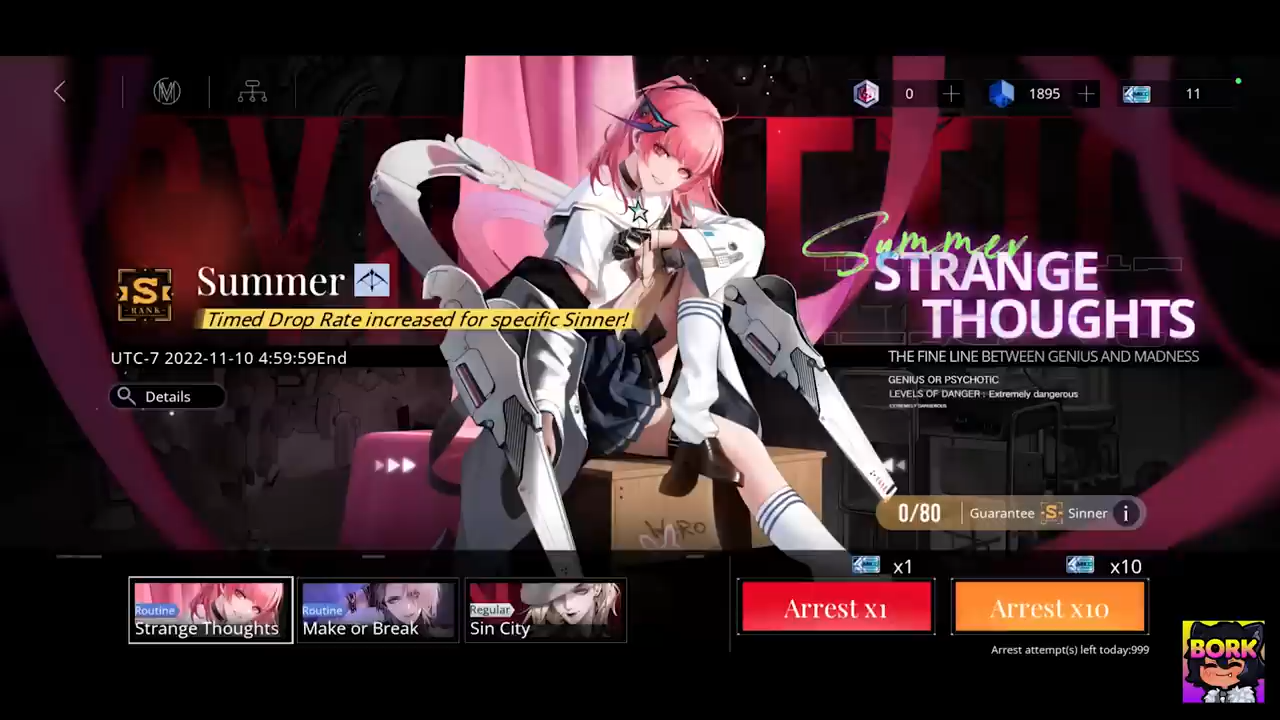 0
1895
11
Summer
S
RANK
Summer
STRANGE
THOUGHTS
Timed Drop Rate increased for specific Sinner!
UTC-7 2022-11-10 4:59:59End
THE FINE LINE BETWEEN GENIUS AND MADNESS
GENIUS OR PSYCHOTIC
LEVELS OF DANGER : Extremely dangerous
EXTREMELY DANGEROUS
Details
0/80 Guarantee S Sinner i
x1
x10
Routine
Strange Thoughts
Routine
Make or Break
Regular
Sin City
Arrest x1
Arrest x10
Arrest attempt(s) left today:999
BORK